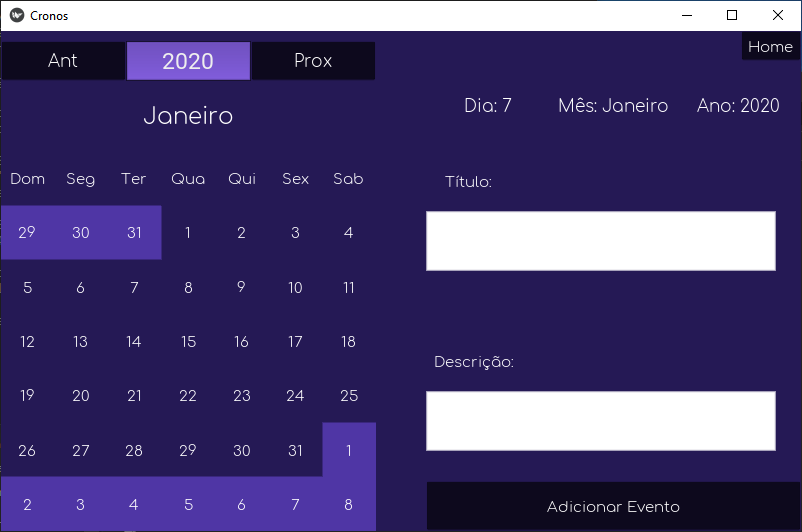 Cronos
Home
Ant 2020 Prox
Janeiro
Dom Seg Ter Qua Qui Sex Sab
29 30 31 1 2 3 4
5 6 7 8 9 10 11
12 13 14 15 16 17 18
19 20 21 22 23 24 25
26 27 28 29 30 31 1
2 3 4 5 6 7 8
Dia: 7 Mês: Janeiro Ano: 2020
Título:
Descrição:
Adicionar Evento